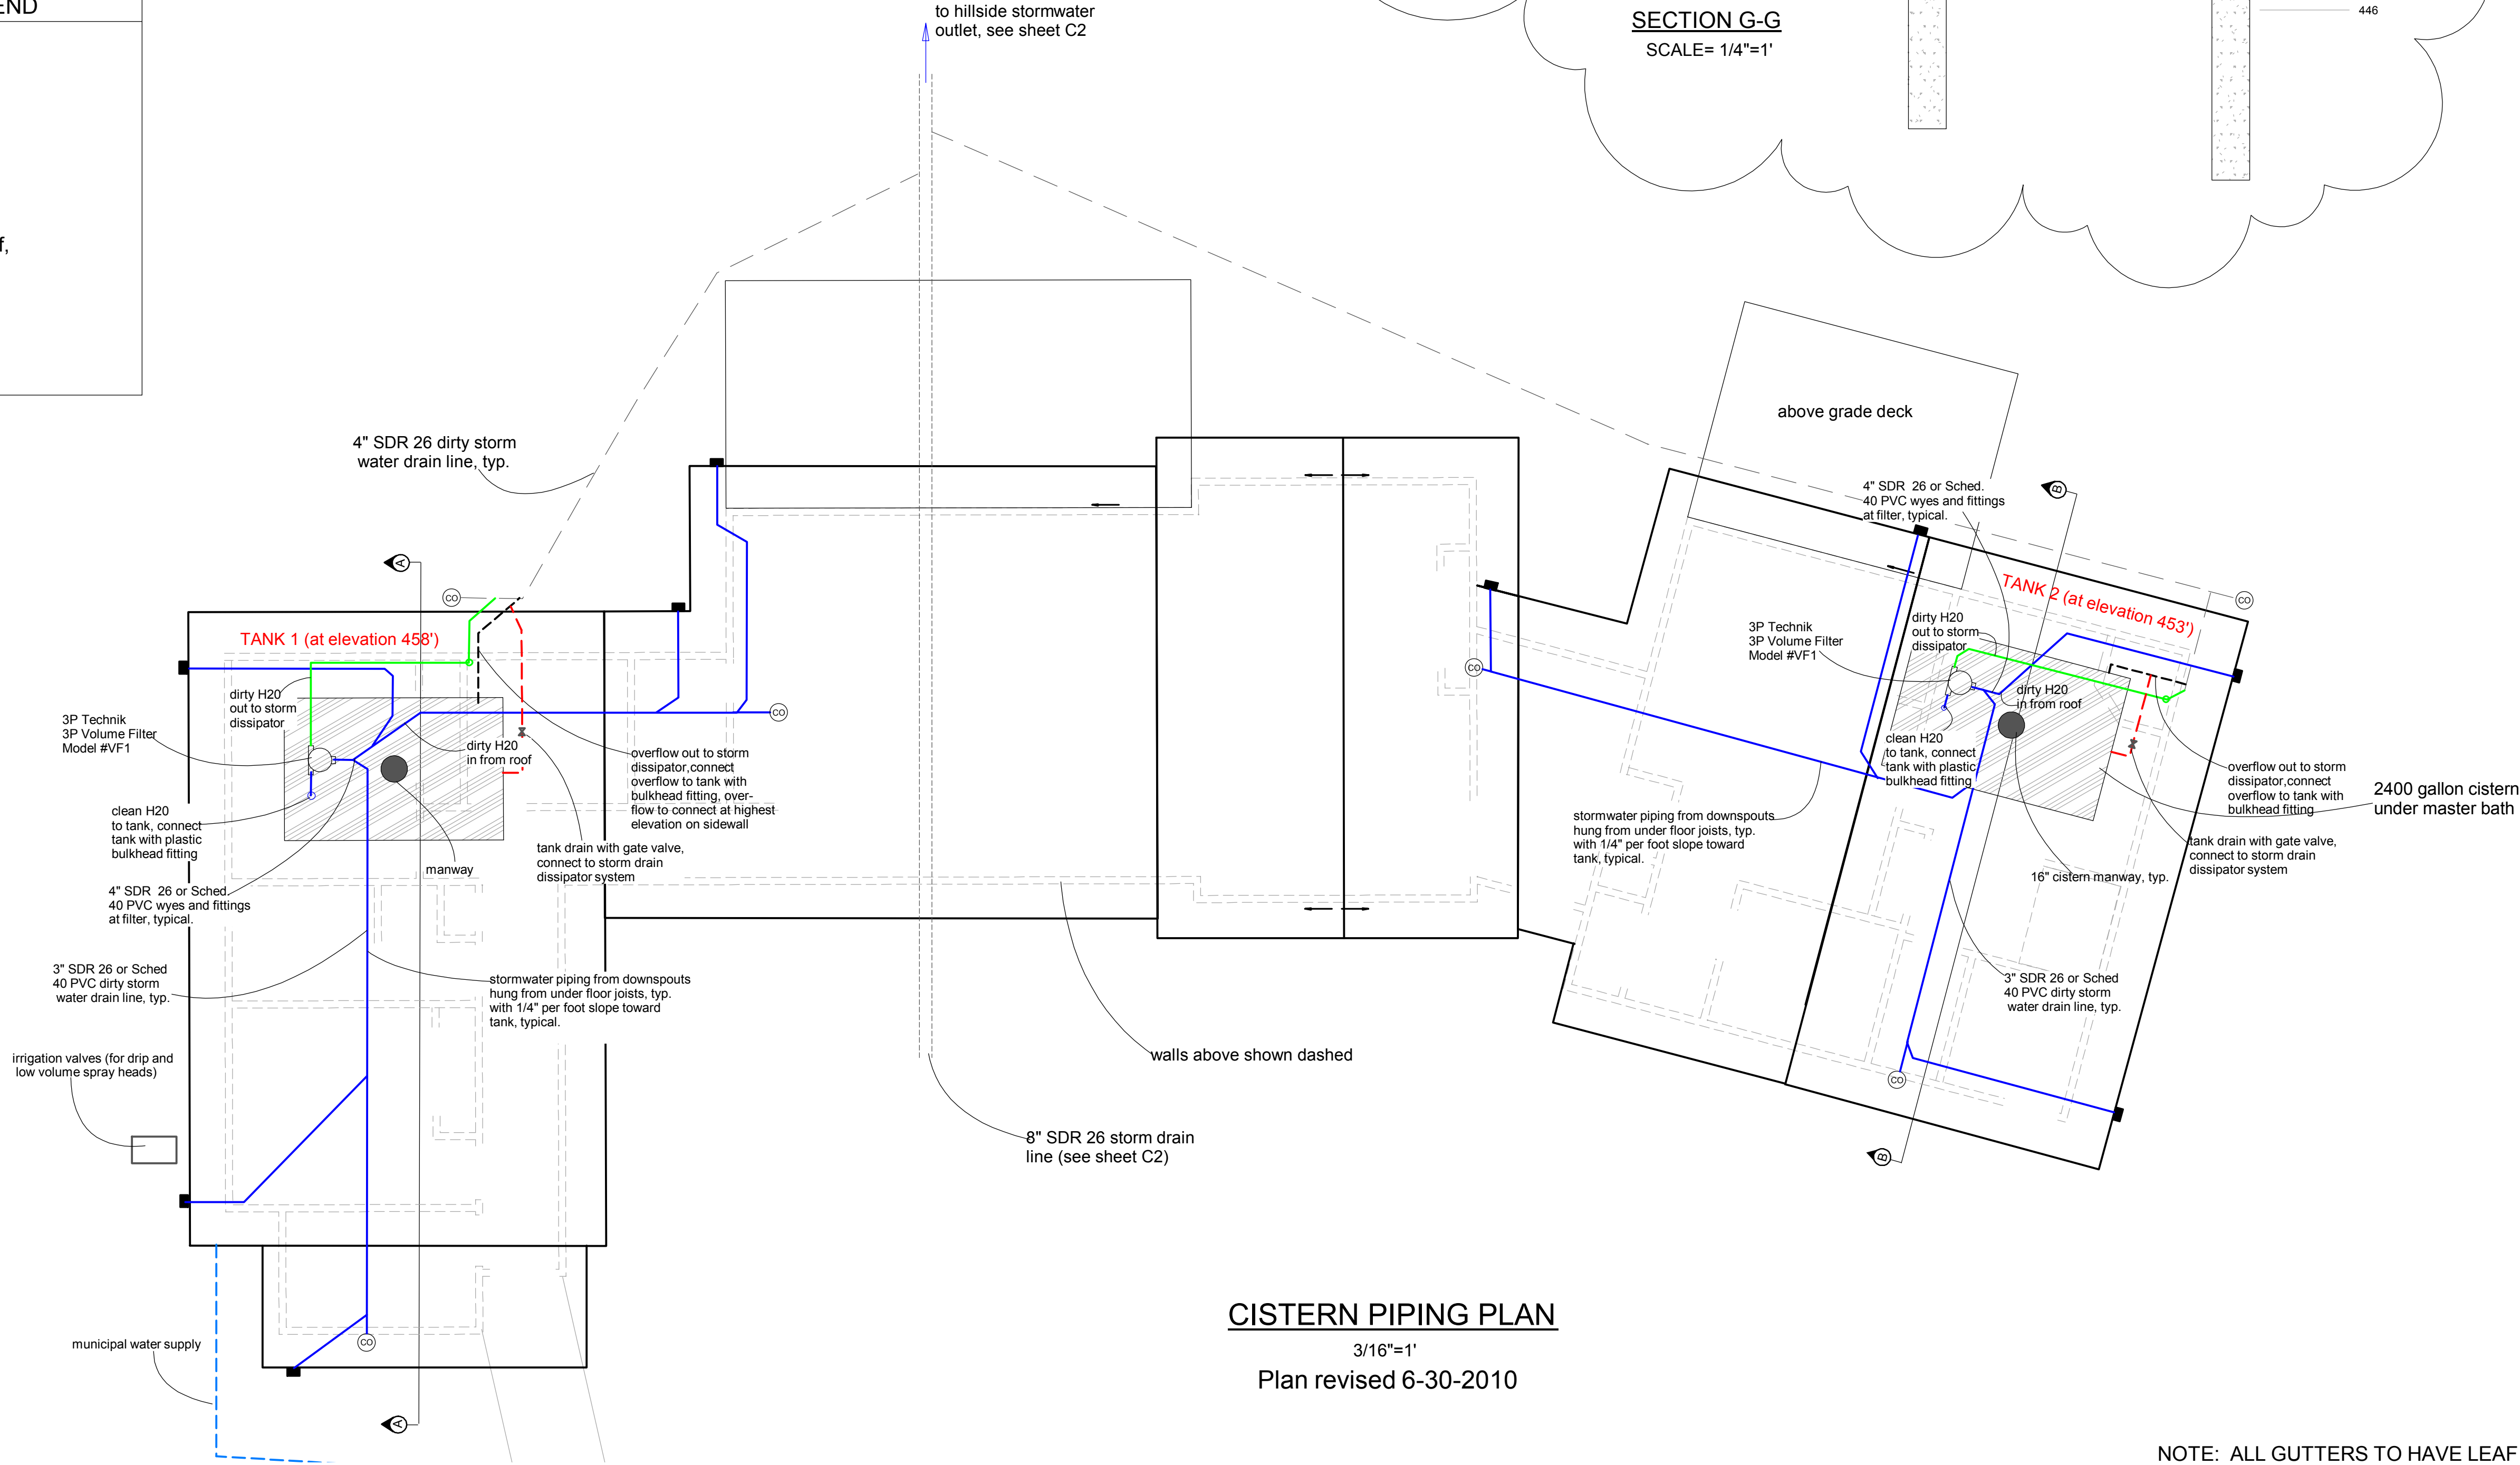 END
f,
to hillside stormwater
outlet, see sheet C2
SECTION G-G
SCALE= 1/4"=1'
446
above grade deck
4" SDR 26 dirty storm
water drain line, typ.
A
CO
TANK 1 (at elevation 458')
dirty H20
out to storm
dissipator
3P Technik
3P Volume Filter
Model #VF1
dirty H20
in from roof
clean H20
to tank, connect
tank with plastic
bulkhead fitting
manway
overflow out to storm
dissipator,connect
overflow to tank with
bulkhead fitting, over-
flow to connect at highest
elevation on sidewall
CO
tank drain with gate valve,
connect to storm drain
dissipator system
4" SDR 26 or Sched.
40 PVC wyes and fittings
at filter, typical.
3" SDR 26 or Sched
40 PVC dirty storm
water drain line, typ.
stormwater piping from downspouts
hung from under floor joists, typ.
with 1/4" per foot slope toward
tank, typical.
irrigation valves (for drip and
low volume spray heads)
municipal water supply
CO
A
walls above shown dashed
8" SDR 26 storm drain
line (see sheet C2)
4" SDR 26 or Sched.
40 PVC wyes and fittings
at filter, typical.
B
TANK 2 (at elevation 453')
CO
dirty H20
out to storm
dissipator
3P Technik
3P Volume Filter
Model #VF1
CO
dirty H20
in from roof
clean H20
to tank, connect
tank with plastic
bulkhead fitting
overflow out to storm
dissipator,connect
overflow to tank with
bulkhead fitting
2400 gallon cistern
under master bath
stormwater piping from downspouts
hung from under floor joists, typ.
with 1/4" per foot slope toward
tank, typical.
tank drain with gate valve,
connect to storm drain
dissipator system
16" cistern manway, typ.
3" SDR 26 or Sched
40 PVC dirty storm
water drain line, typ.
CO
B
CISTERN PIPING PLAN
3/16"=1'
Plan revised 6-30-2010
NOTE: ALL GUTTERS TO HAVE LEAF